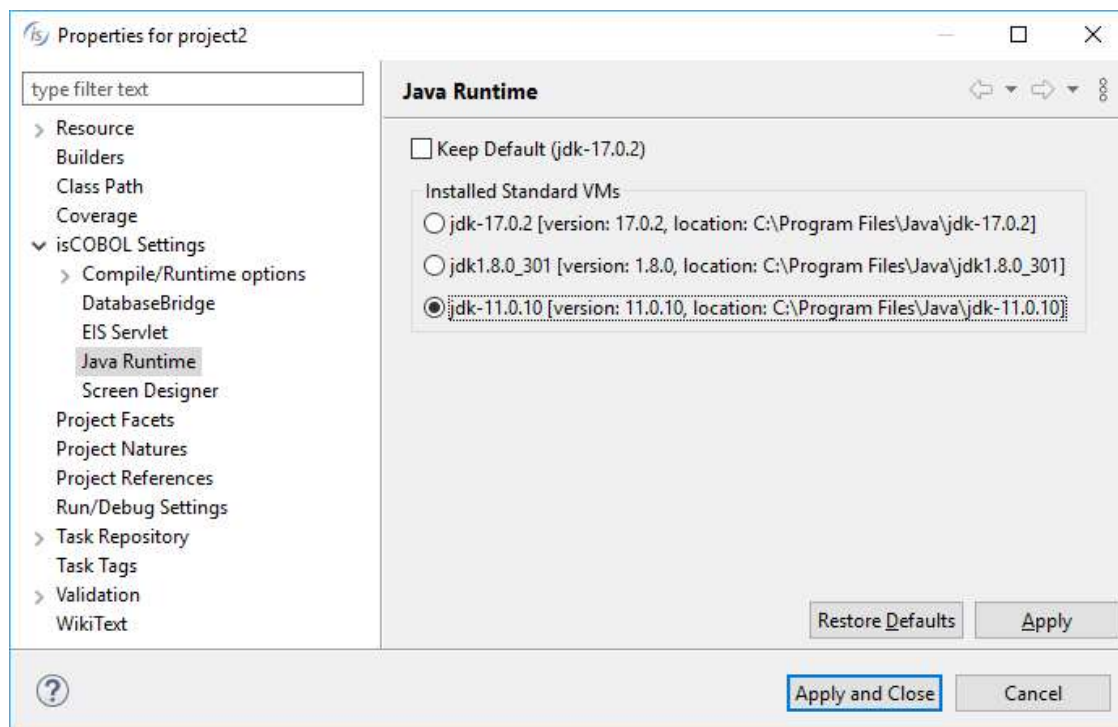 is Properties for project2
type filter text
Resource
Builders
Class Path
Coverage
isCOBOL Settings
Compile/Runtime options
DatabaseBridge
EIS Servlet
Java Runtime
Screen Designer
Project Facets
Project Natures
Project References
Run/Debug Settings
Task Repository
Task Tags
Validation
WikiText
Java Runtime
Keep Default (jdk-17.0.2)
Installed Standard VMs
jdk-17.0.2 [version: 17.0.2, location: C:\Program Files\Java\jdk-17.0.2]
jdk1.8.0_301 [version: 1.8.0, location: C:\Program Files\Java\jdk1.8.0_301]
jdk-11.0.10 [version: 11.0.10, location: C:\Program Files\Java\jdk-11.0.10]
Restore Defaults Apply
? Apply and Close Cancel